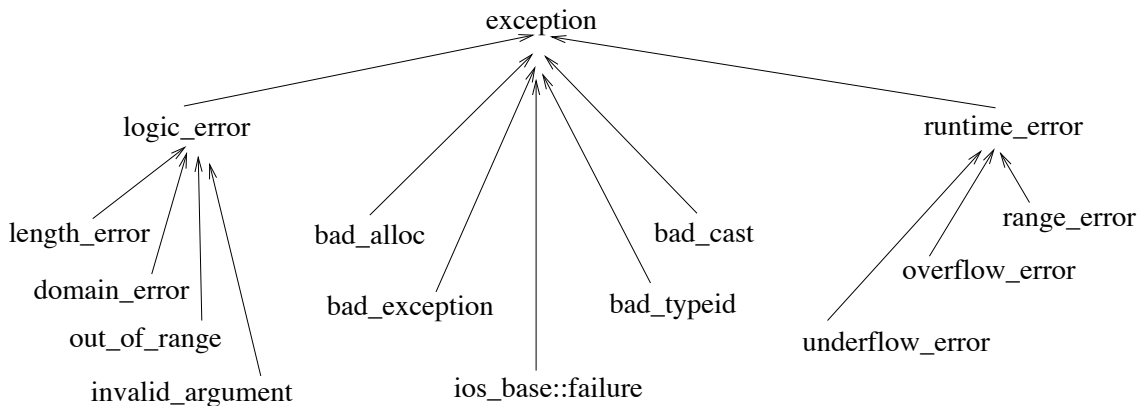 exception
logic_error
runtime_error
length_error
bad_alloc
bad_cast
range_error
domain_error
bad_exception
bad_typeid
overflow_error
out_of_range
underflow_error
invalid_argument
ios_base::failure